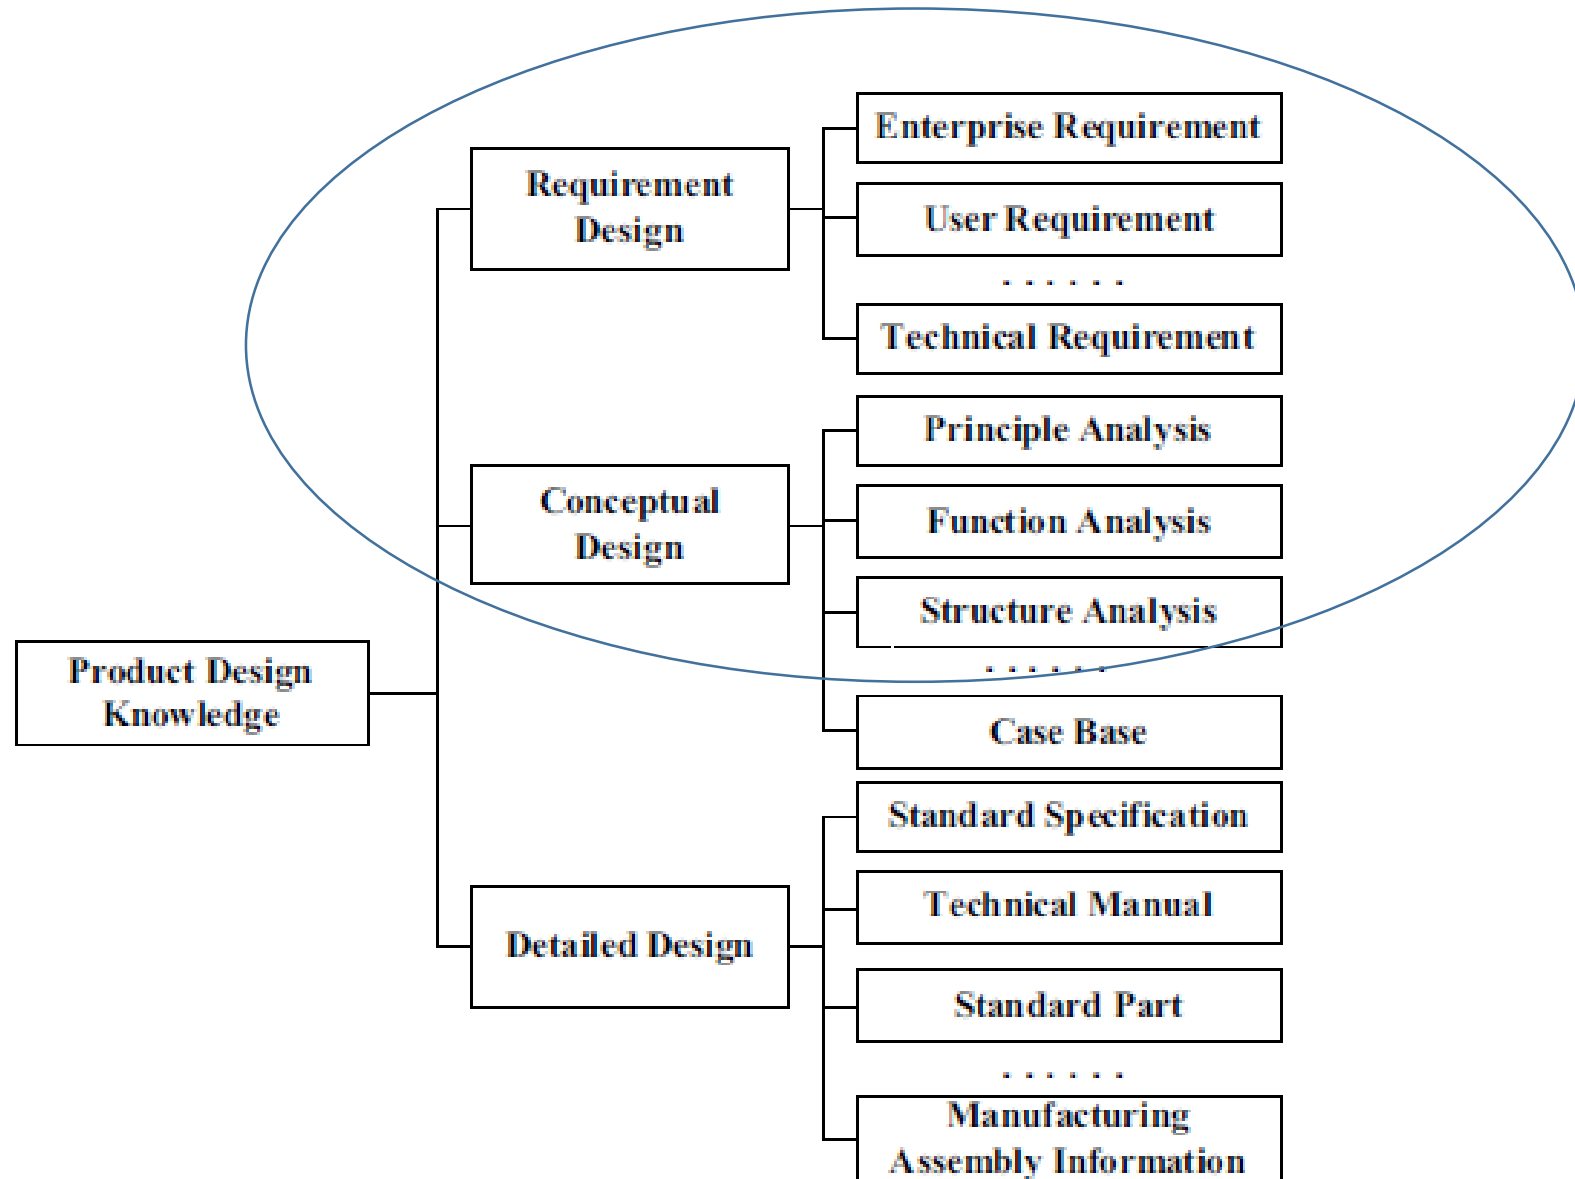 Enterprise Requirement
Requirement
Design
User Requirement
. . . . . .
Technical Requirement
Principle Analysis
Conceptual
Design
Function Analysis
Structure Analysis
. . . . . .
Product Design
Knowledge
Case Base
Standard Specification
Technical Manual
Detailed Design
Standard Part
. . . . . .
Manufacturing
Assembly Information